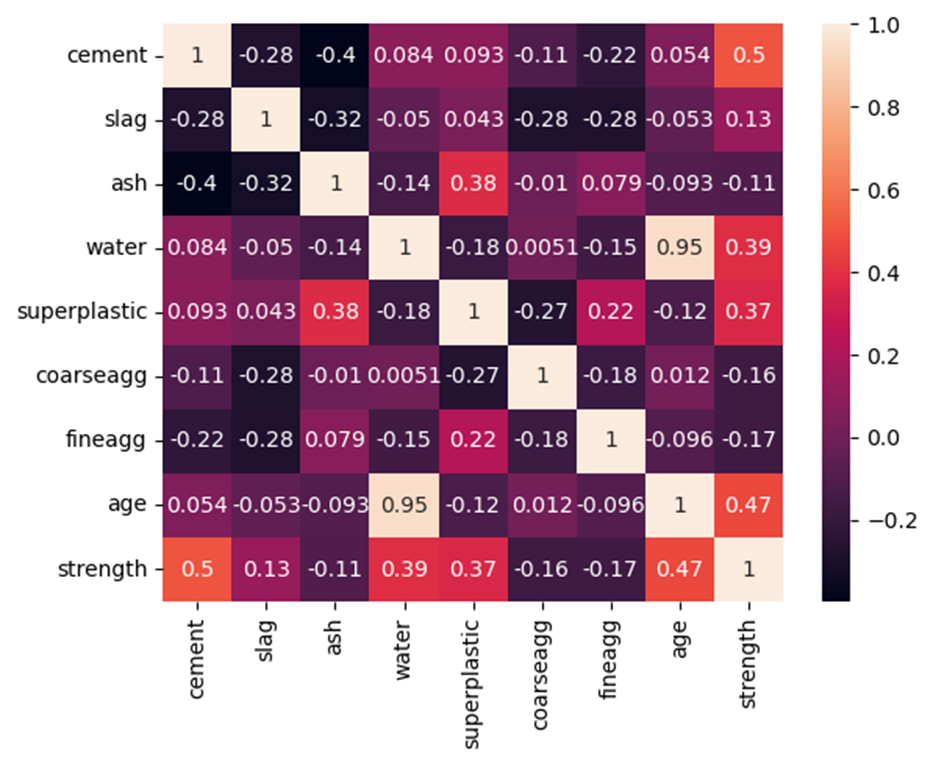 cement 1 -0.28 -0.4 0.084 0.093 -0.11 -0.22 0.054 0.5
slag -0.28 1 -0.32 -0.05 0.043 -0.28 -0.28 -0.053 0.13
ash -0.4 -0.32 1 -0.14 0.38 -0.01 0.079 -0.093 -0.11
water 0.084 -0.05 -0.14 1 -0.18 0.0051 -0.15 0.95 0.39
superplastic 0.093 0.043 0.38 -0.18 1 -0.27 0.22 -0.12 0.37
coarseagg -0.11 -0.28 -0.01 0.0051 -0.27 1 -0.18 0.012 -0.16
fineagg -0.22 -0.28 0.079 -0.15 0.22 -0.18 1 -0.096 -0.17
age 0.054 -0.053 -0.093 0.95 -0.12 0.012 -0.096 1 0.47
strength 0.5 0.13 -0.11 0.39 0.37 -0.16 -0.17 0.47 1
cement slag ash water superplastic coarseagg fineagg age strength
1.0
0.8
0.6
0.4
0.2
0.0
−0.2